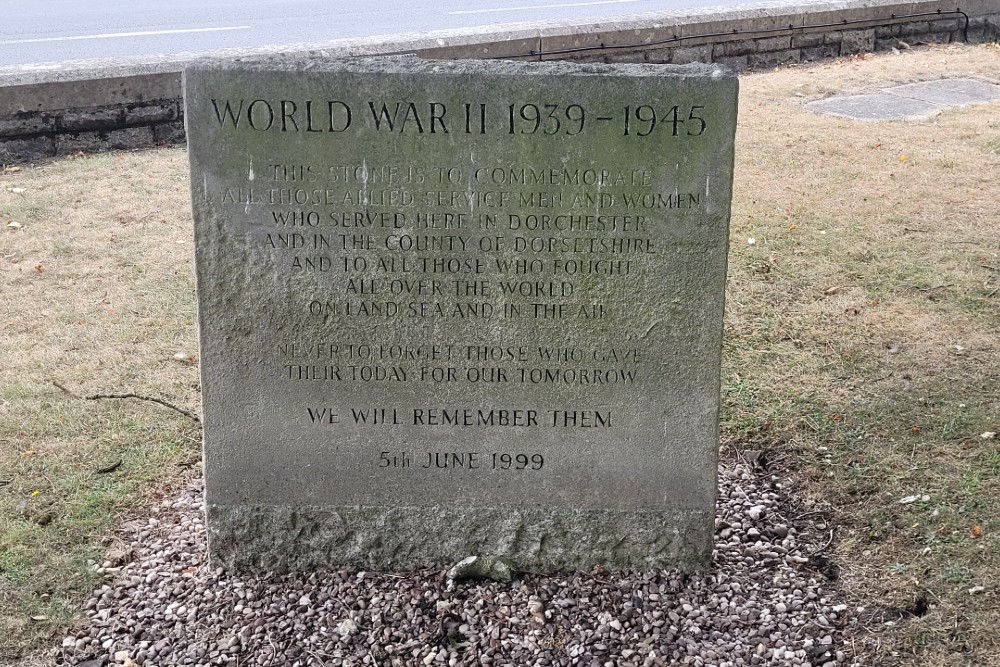 WORLD WAR II 1939 - 1945
THIS STONE IS TO COMMEMORATE
ALL THOSE ALLIED SERVICE MEN AND WOMEN
WHO SERVED HERE IN DORCHESTER
AND IN THE COUNTY OF DORSETSHIRE
AND TO ALL THOSE WHO FOUGHT
ALL OVER THE WORLD
ON LAND SEA AND IN THE AIR
NEVER TO FORGET THOSE WHO GAVE
THEIR TODAY FOR OUR TOMORROW
WE WILL REMEMBER THEM
5th JUNE 1999